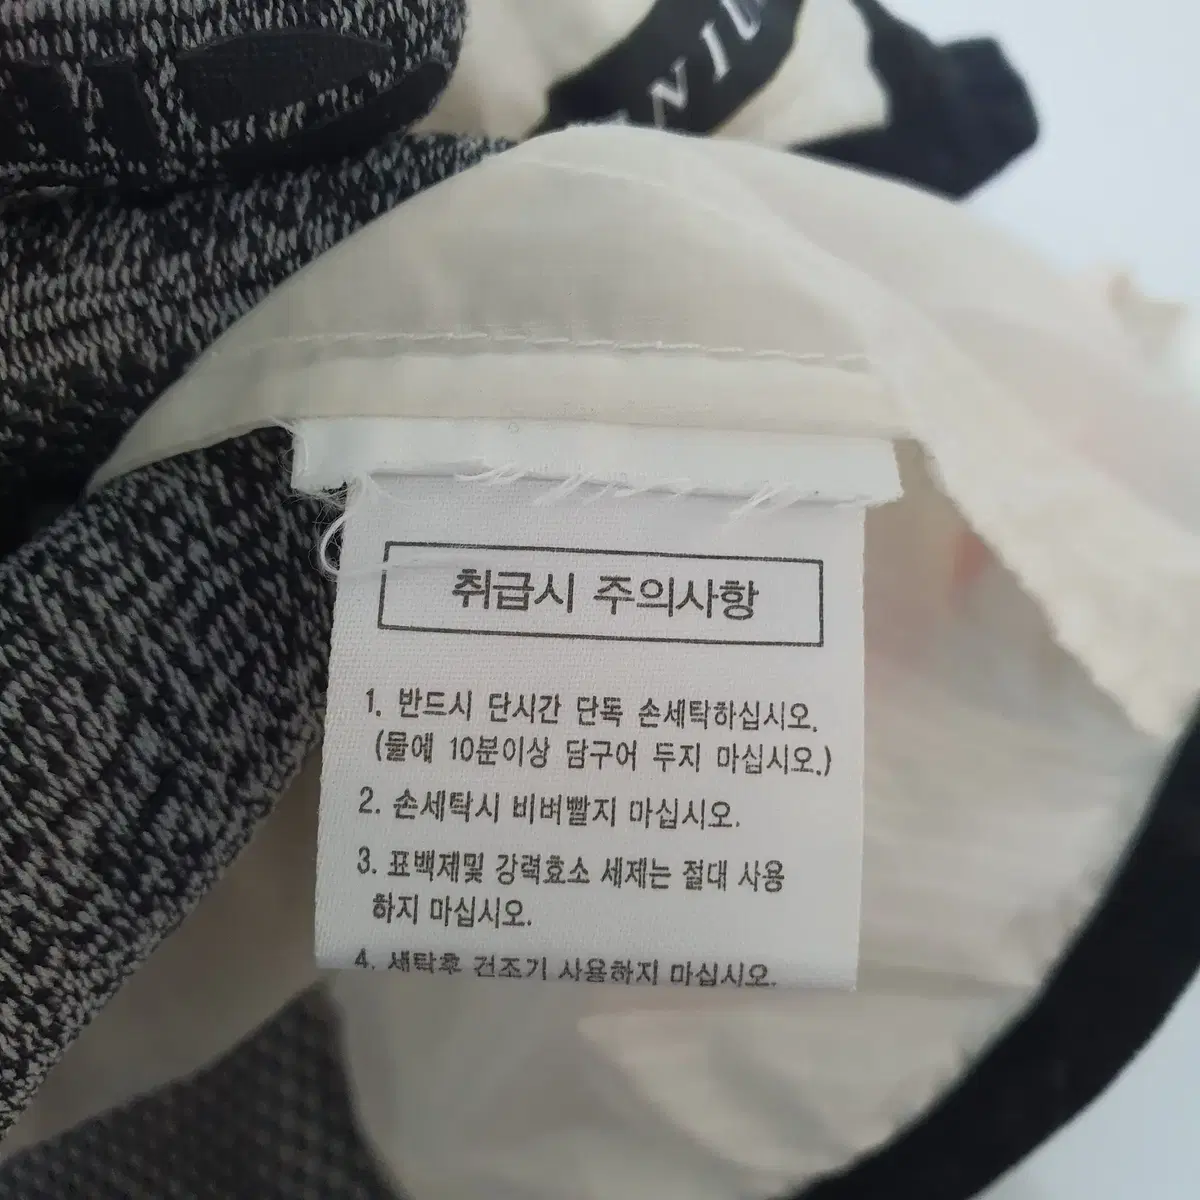 NIU
취급시 주의사항
1. 반드시 단시간 단독 손세탁하십시오.
(물에 10분이상 담구어 두지 마십시오.)
2. 손세탁시 비벼빨지 마십시오.
3. 표백제및 강력효소 세제는 절대 사용
하지 마십시오.
4. 세탁후 건조기 사용하지 마십시오.